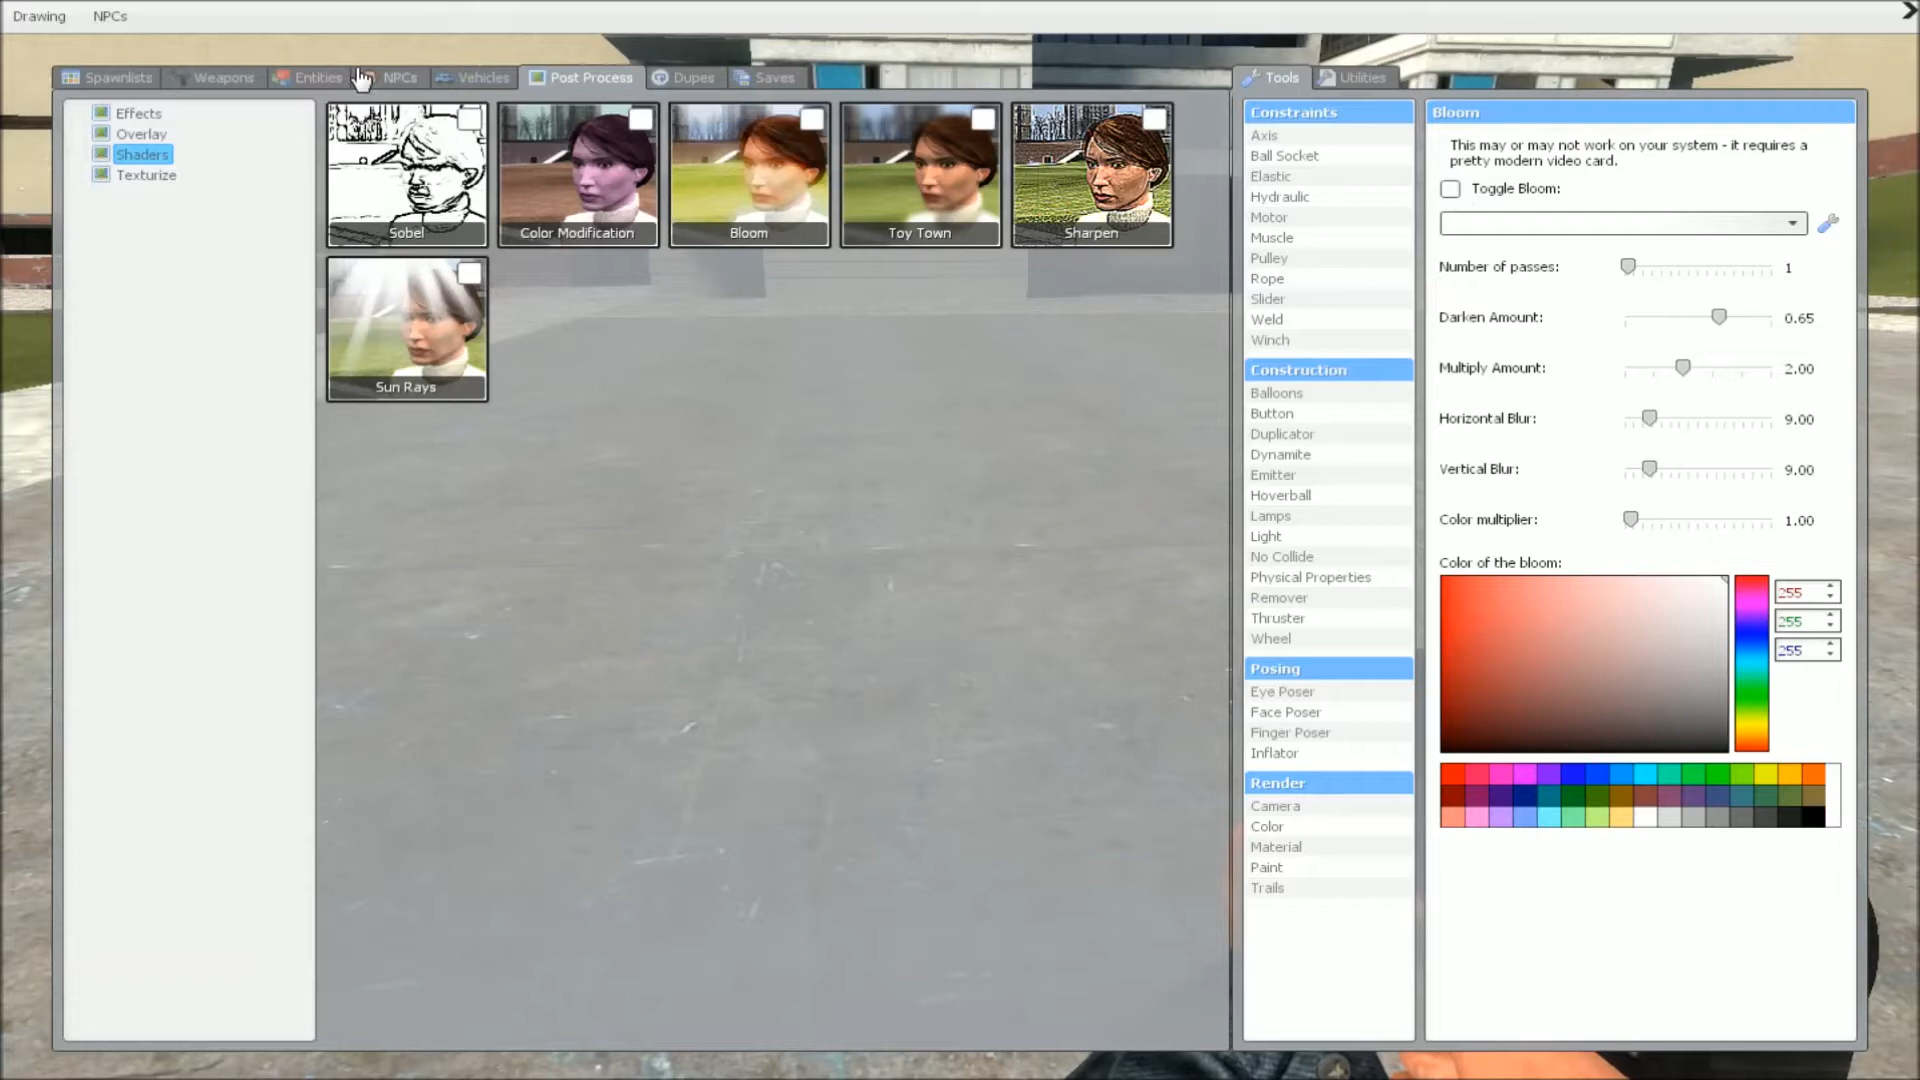 Drawing NPCs
Spawnlists Weapons Entities NPCs Vehicles Post Process Dupes Saves
Effects
Overlay
Shaders
Texturize
Sobel Color Modification Bloom Toy Town Sharpen
Sun Rays
Tools Utilities
Constraints
Axis
Ball Socket
Elastic
Hydraulic
Motor
Muscle
Pulley
Rope
Slider
Weld
Winch
Construction
Balloons
Button
Duplicator
Dynamite
Emitter
Hoverball
Lamps
Light
No Collide
Physical Properties
Remover
Thruster
Wheel
Posing
Eye Poser
Face Poser
Finger Poser
Inflator
Render
Camera
Color
Material
Paint
Trails
Bloom
This may or may not work on your system - it requires a
pretty modern video card.
Toggle Bloom:
Number of passes: 1
Darken Amount: 0.65
Multiply Amount: 2.00
Horizontal Blur: 9.00
Vertical Blur: 9.00
Color multiplier: 1.00
Color of the bloom:
255
255
255